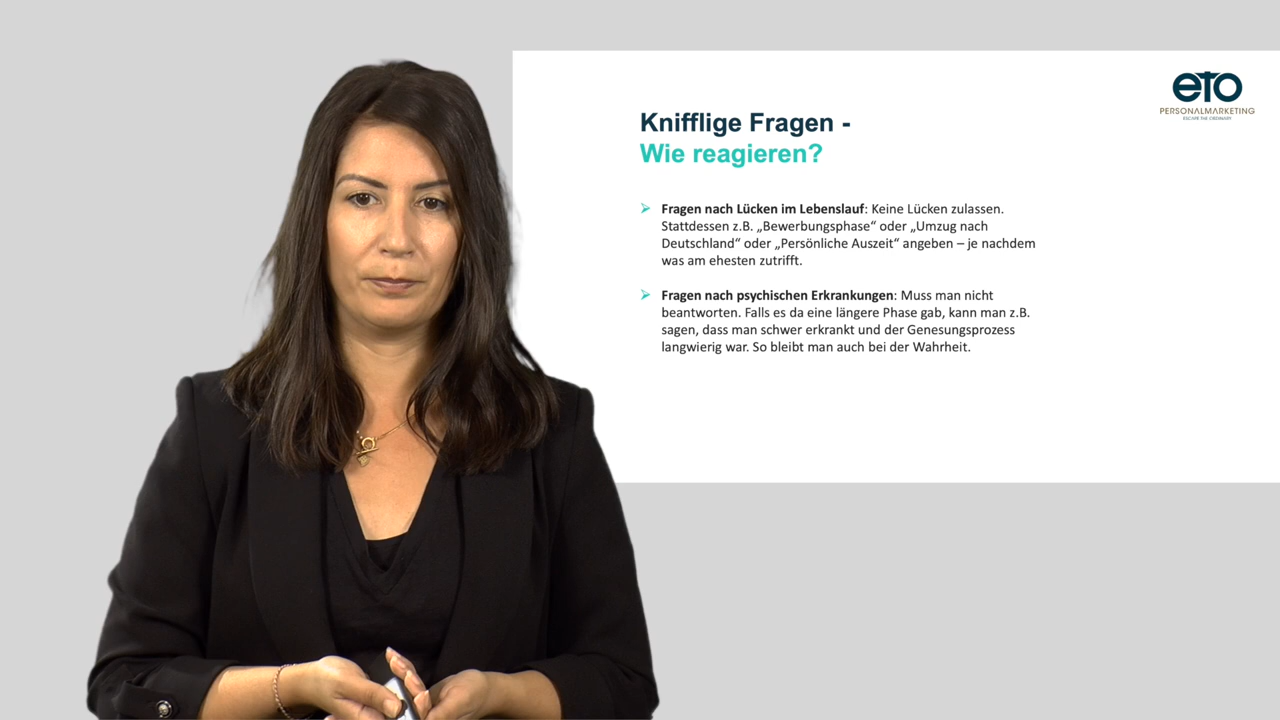 eTO
PERSONALMARKETING
ESCAPE THE ORDINARY
Knifflige Fragen -
Wie reagieren?
Fragen nach Lücken im Lebenslauf: Keine Lücken zulassen.
Stattdessen z.B. „Bewerbungsphase“ oder „Umzug nach
Deutschland“ oder „Persönliche Auszeit“ angeben – je nachdem
was am ehesten zutrifft.
Fragen nach psychischen Erkrankungen: Muss man nicht
beantworten. Falls es da eine längere Phase gab, kann man z.B.
sagen, dass man schwer erkrankt und der Genesungsprozess
langwierig war. So bleibt man auch bei der Wahrheit.